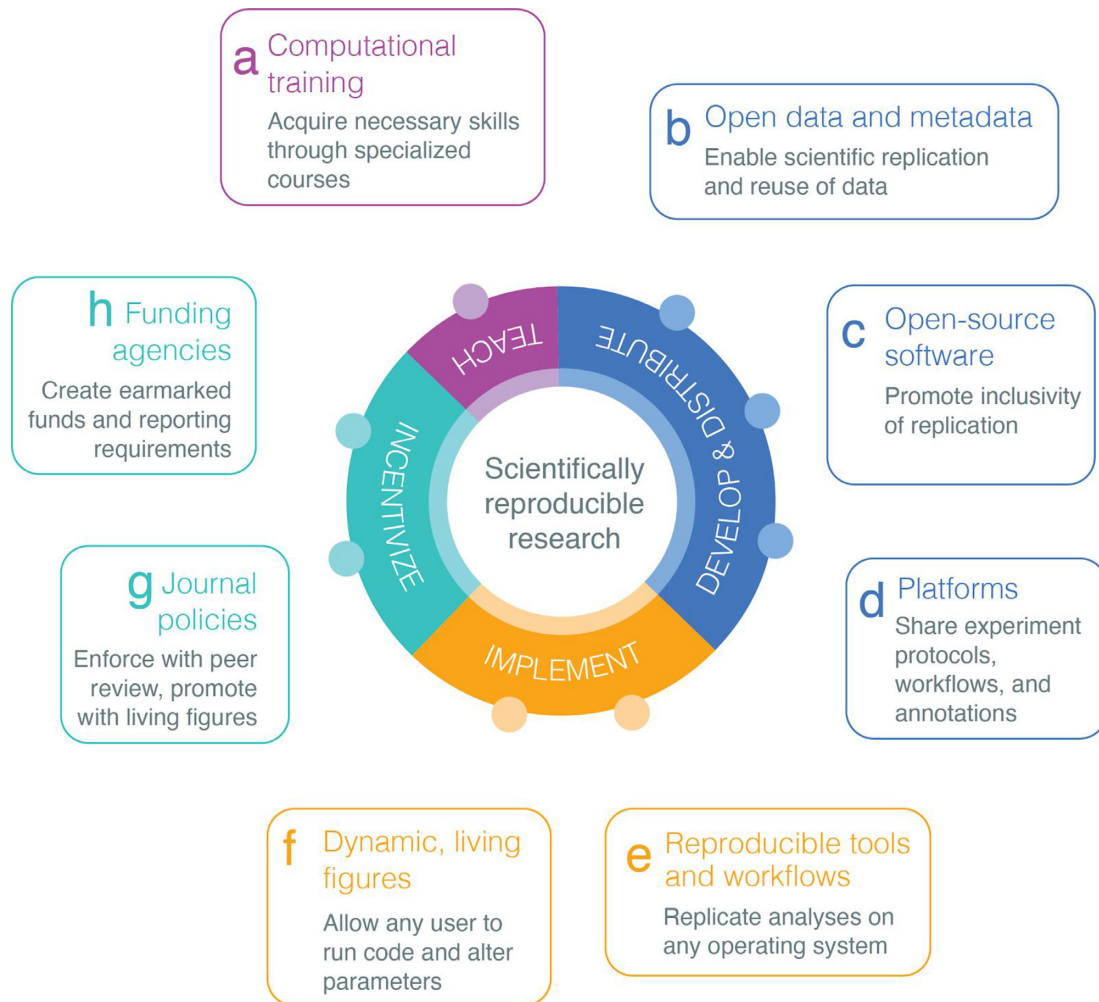 a Computational
training
Acquire necessary skills
through specialized
courses
b Open data and metadata
Enable scientific replication
and reuse of data
c Open-source
software
Promote inclusivity
of replication
d Platforms
Share experiment
protocols,
workflows, and
annotations
e Reproducible tools
and workflows
Replicate analyses on
any operating system
f Dynamic, living
figures
Allow any user to
run code and alter
parameters
g Journal
policies
Enforce with peer
review, promote
with living figures
h Funding
agencies
Create earmarked
funds and reporting
requirements
TEACH
DEVELOP & DISTRIBUTE
IMPLEMENT
INCENTIVIZE
Scientifically
reproducible
research